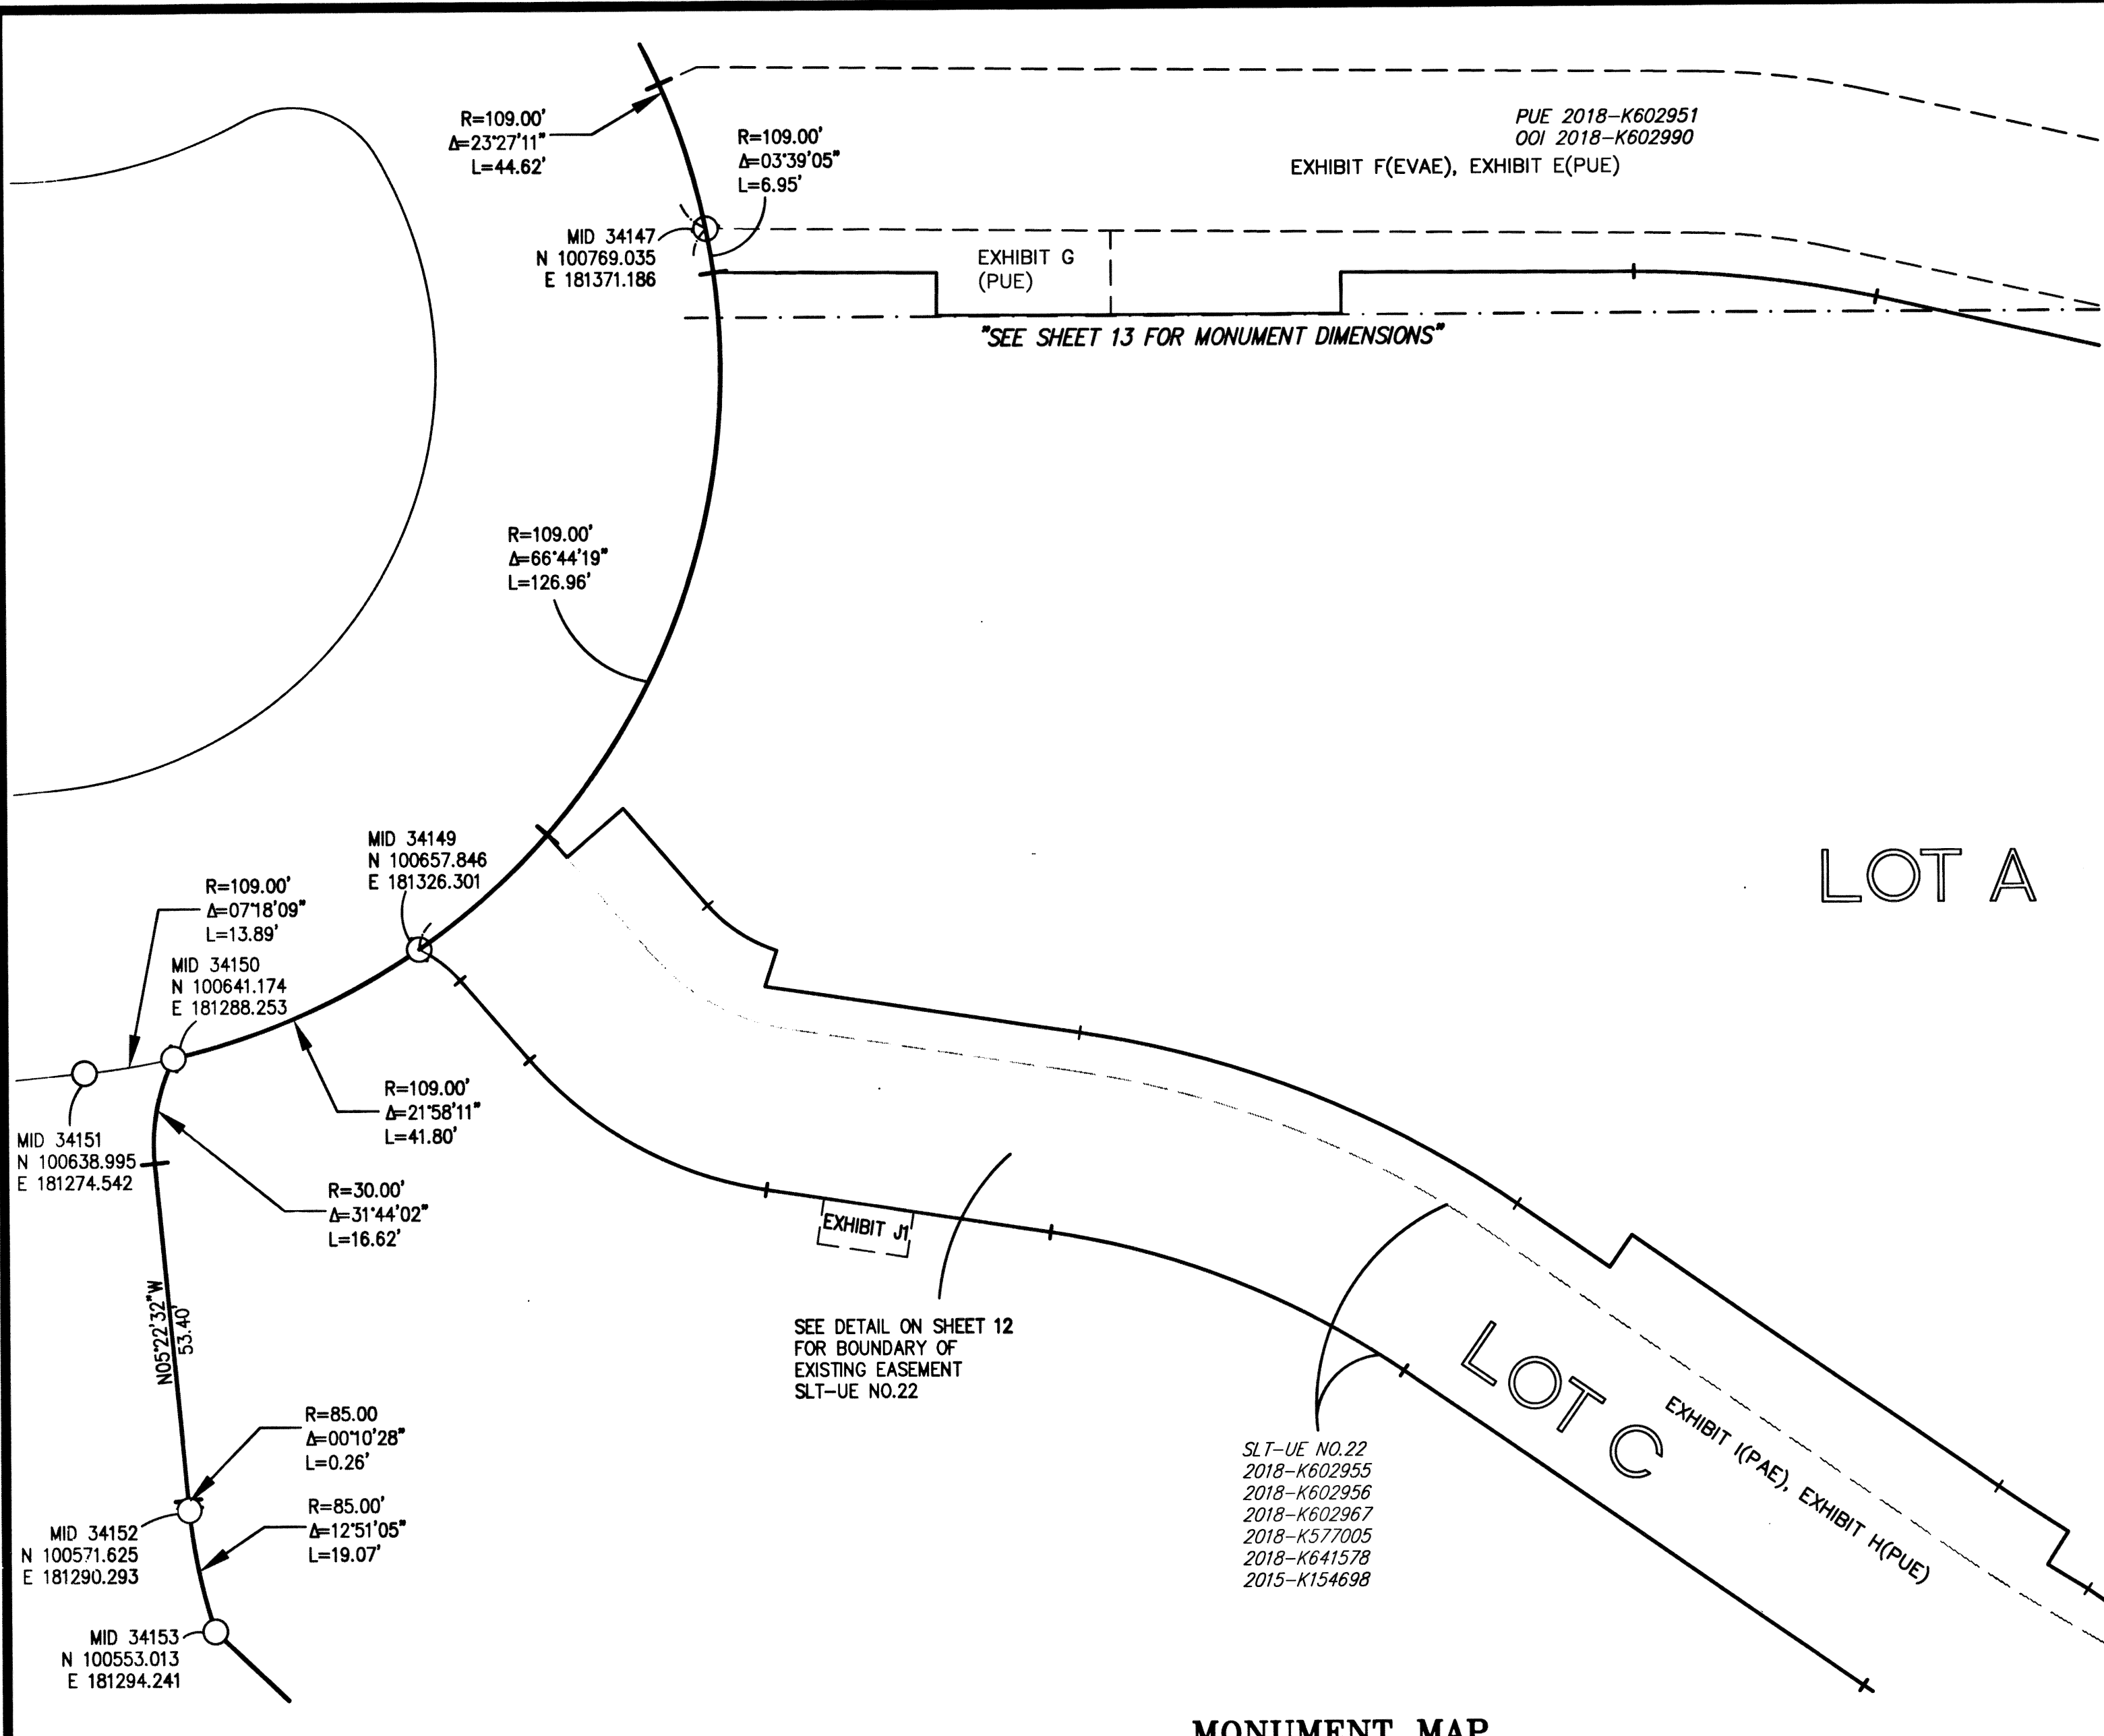 R=109.00'
Δ=23°27'11"
L=44.62'
R=109.00'
Δ=03°39'05"
L=6.95'
PUE 2018-K602951
OOI 2018-K602990
EXHIBIT F(EVAE), EXHIBIT E(PUE)
MID 34147
N 100769.035
E 181371.186
EXHIBIT G
(PUE)
"SEE SHEET 13 FOR MONUMENT DIMENSIONS"
R=109.00'
Δ=66°44'19"
L=126.96'
MID 34149
N 100657.846
E 181326.301
LOT A
R=109.00'
Δ=07°18'09"
L=13.89'
MID 34150
N 100641.174
E 181288.253
R=109.00'
Δ=21°58'11"
L=41.80'
MID 34151
N 100638.995
E 181274.542
R=30.00'
Δ=31°44'02"
L=16.62'
EXHIBIT J1
N05°22'32"W
53.40'
SEE DETAIL ON SHEET 12
FOR BOUNDARY OF
EXISTING EASEMENT
SLT-UE NO.22
LOT C
EXHIBIT I(PAE), EXHIBIT H(PUE)
R=85.00
Δ=00°10'28"
L=0.26'
SLT-UE NO.22
2018-K602955
2018-K602956
2018-K602967
2018-K577005
2018-K641578
2015-K154698
R=85.00'
Δ=12°51'05"
L=19.07'
MID 34152
N 100571.625
E 181290.293
MID 34153
N 100553.013
E 181294.241
MONUMENT MAP